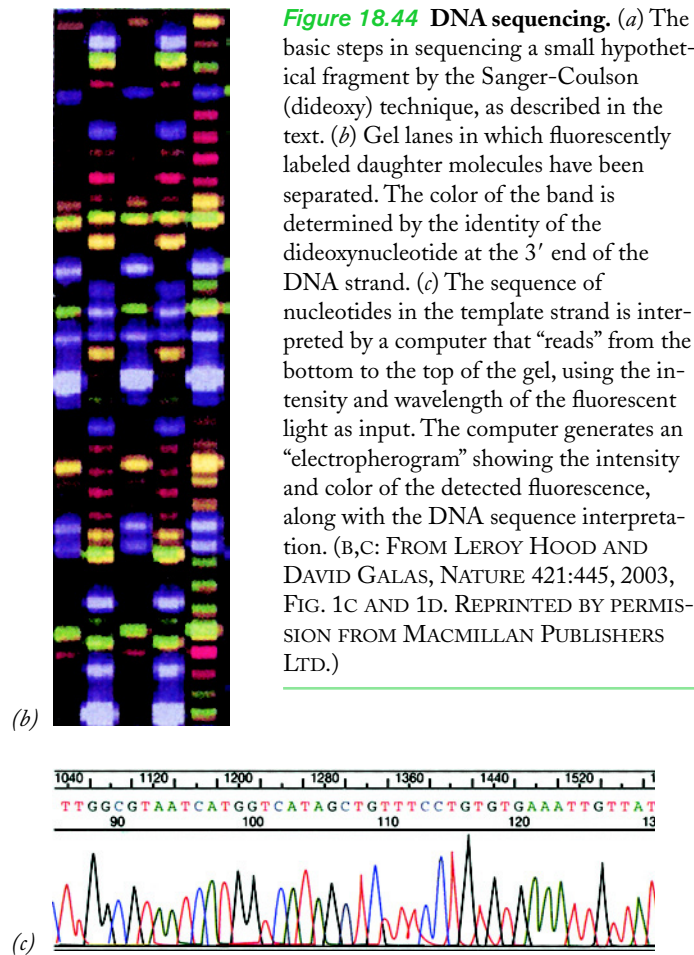 Figure 18.44 DNA sequencing. (a) The
basic steps in sequencing a small hypothet-
ical fragment by the Sanger-Coulson
(dideoxy) technique, as described in the
text. (b) Gel lanes in which fluorescently
labeled daughter molecules have been
separated. The color of the band is
determined by the identity of the
dideoxynucleotide at the 3′ end of the
DNA strand. (c) The sequence of
nucleotides in the template strand is inter-
preted by a computer that “reads” from the
bottom to the top of the gel, using the in-
tensity and wavelength of the fluorescent
light as input. The computer generates an
“electropherogram” showing the intensity
and color of the detected fluorescence,
along with the DNA sequence interpreta-
tion. (B,C: FROM LEROY HOOD AND
DAVID GALAS, NATURE 421:445, 2003,
FIG. 1C AND 1D. REPRINTED BY PERMIS-
SION FROM MACMILLAN PUBLISHERS
LTD.)
(b)
1040 1120 1200 1280 1360 1440 1520 1
TTGGCGTAATCATGGTCATAGCTGTTTCCTGTGTGAAATTGTTAT
90 100 110 120 13
(c)